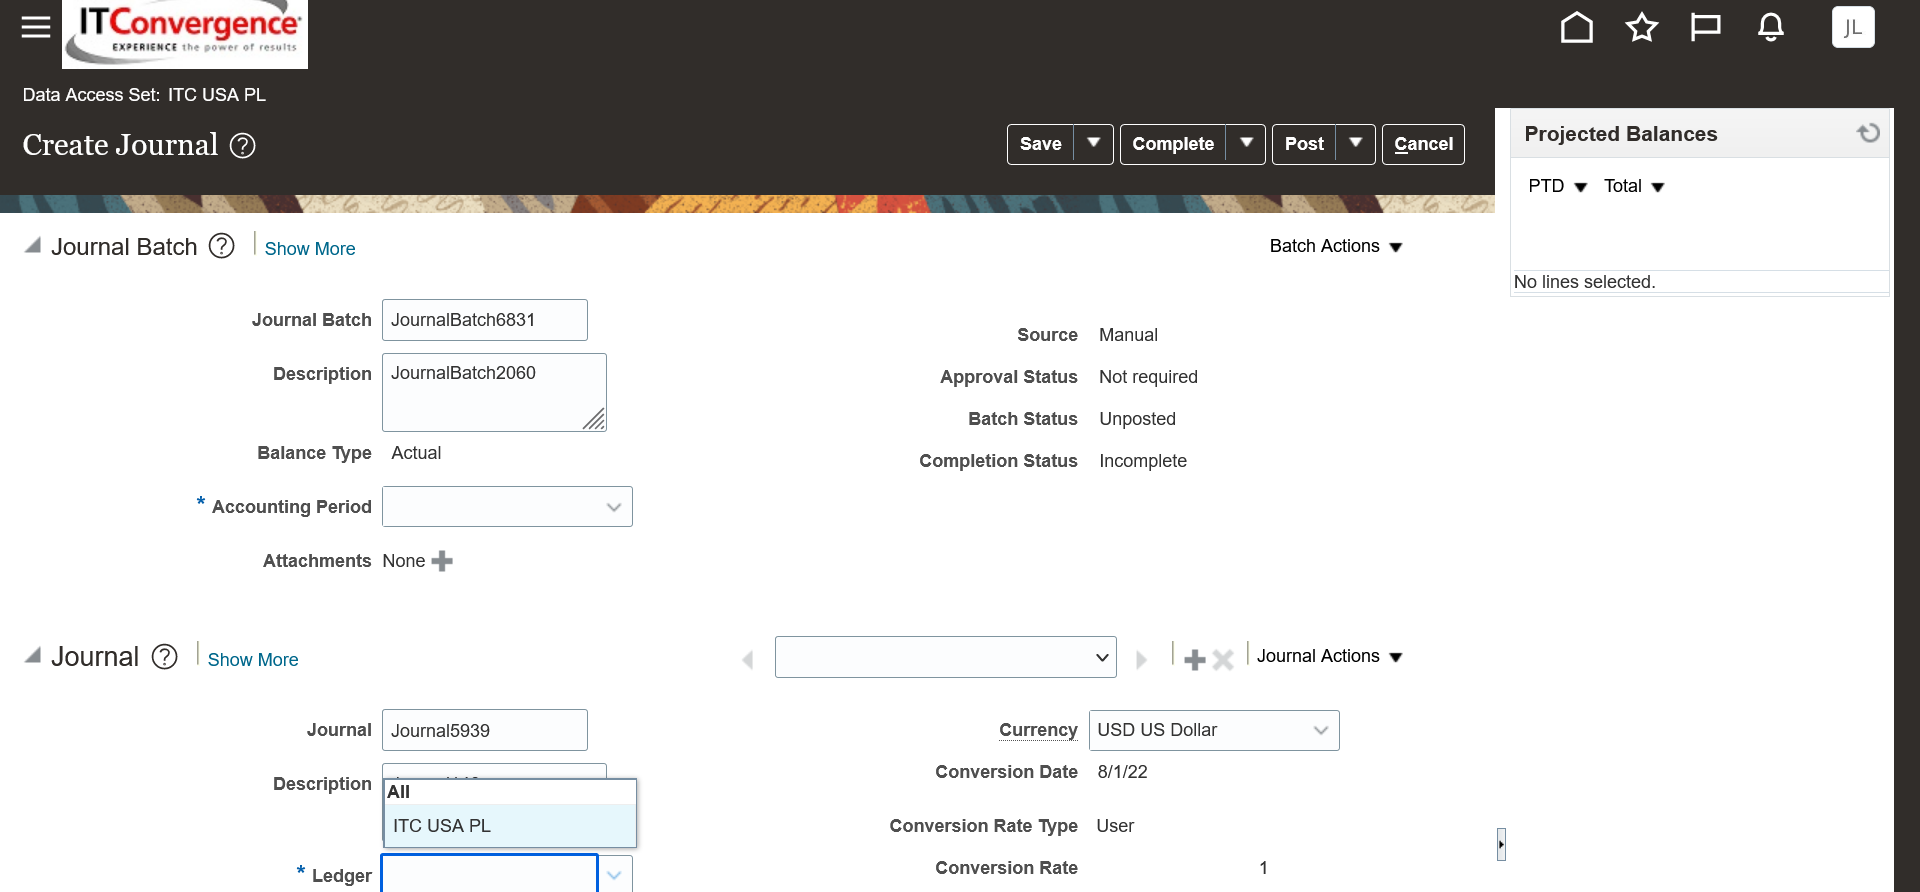 ITConvergence
EXPERIENCE the power of results
JL
Data Access Set: ITC USA PL
Create Journal ?
Save
Complete
Post
Cancel
Projected Balances
PTD
Total
No lines selected.
Journal Batch ?
Show More
Batch Actions
Journal Batch JournalBatch6831
Description JournalBatch2060
Balance Type Actual
* Accounting Period
Attachments None
Source Manual
Approval Status Not required
Batch Status Unposted
Completion Status Incomplete
Journal ?
Show More
Journal Actions
Journal Journal5939
Description
All
ITC USA PL
* Ledger
Currency USD US Dollar
Conversion Date 8/1/22
Conversion Rate Type User
Conversion Rate 1